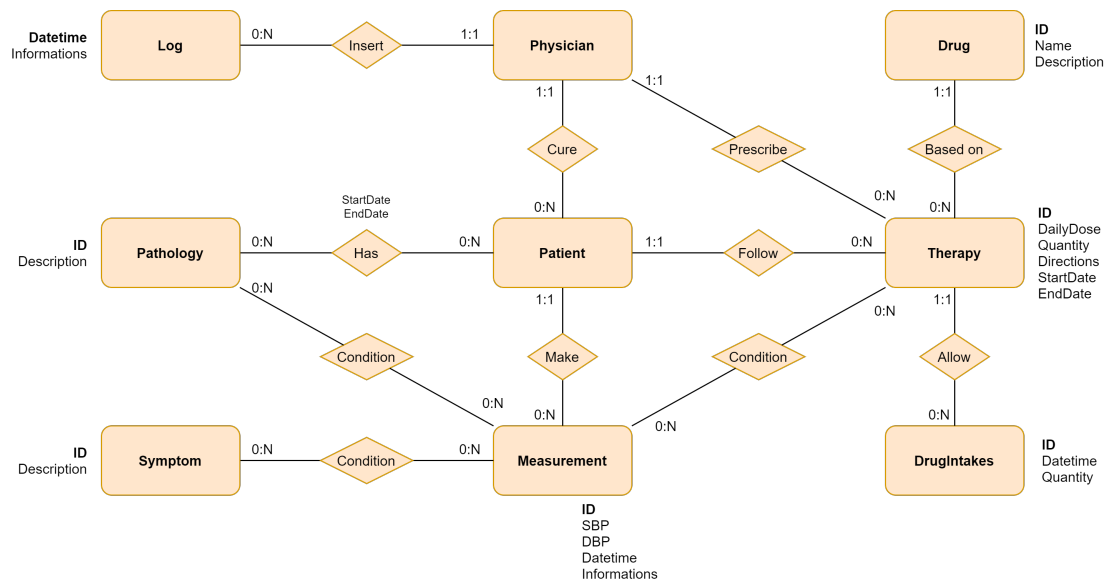 Datetime
Informations
Log
0:N
Insert
1:1
Physician
Drug
ID
Name
Description
1:1
1:1
1:1
Cure
Prescribe
Based on
0:N
0:N
0:N
StartDate
EndDate
ID
Description
Pathology
0:N
Has
0:N
Patient
1:1
Follow
0:N
Therapy
ID
DailyDose
Quantity
Directions
StartDate
EndDate
0:N
1:1
0:N
1:1
Condition
Make
Condition
Allow
0:N
0:N
0:N
0:N
ID
Description
Symptom
0:N
Condition
0:N
Measurement
DrugIntakes
ID
Datetime
Quantity
ID
SBP
DBP
Datetime
Informations